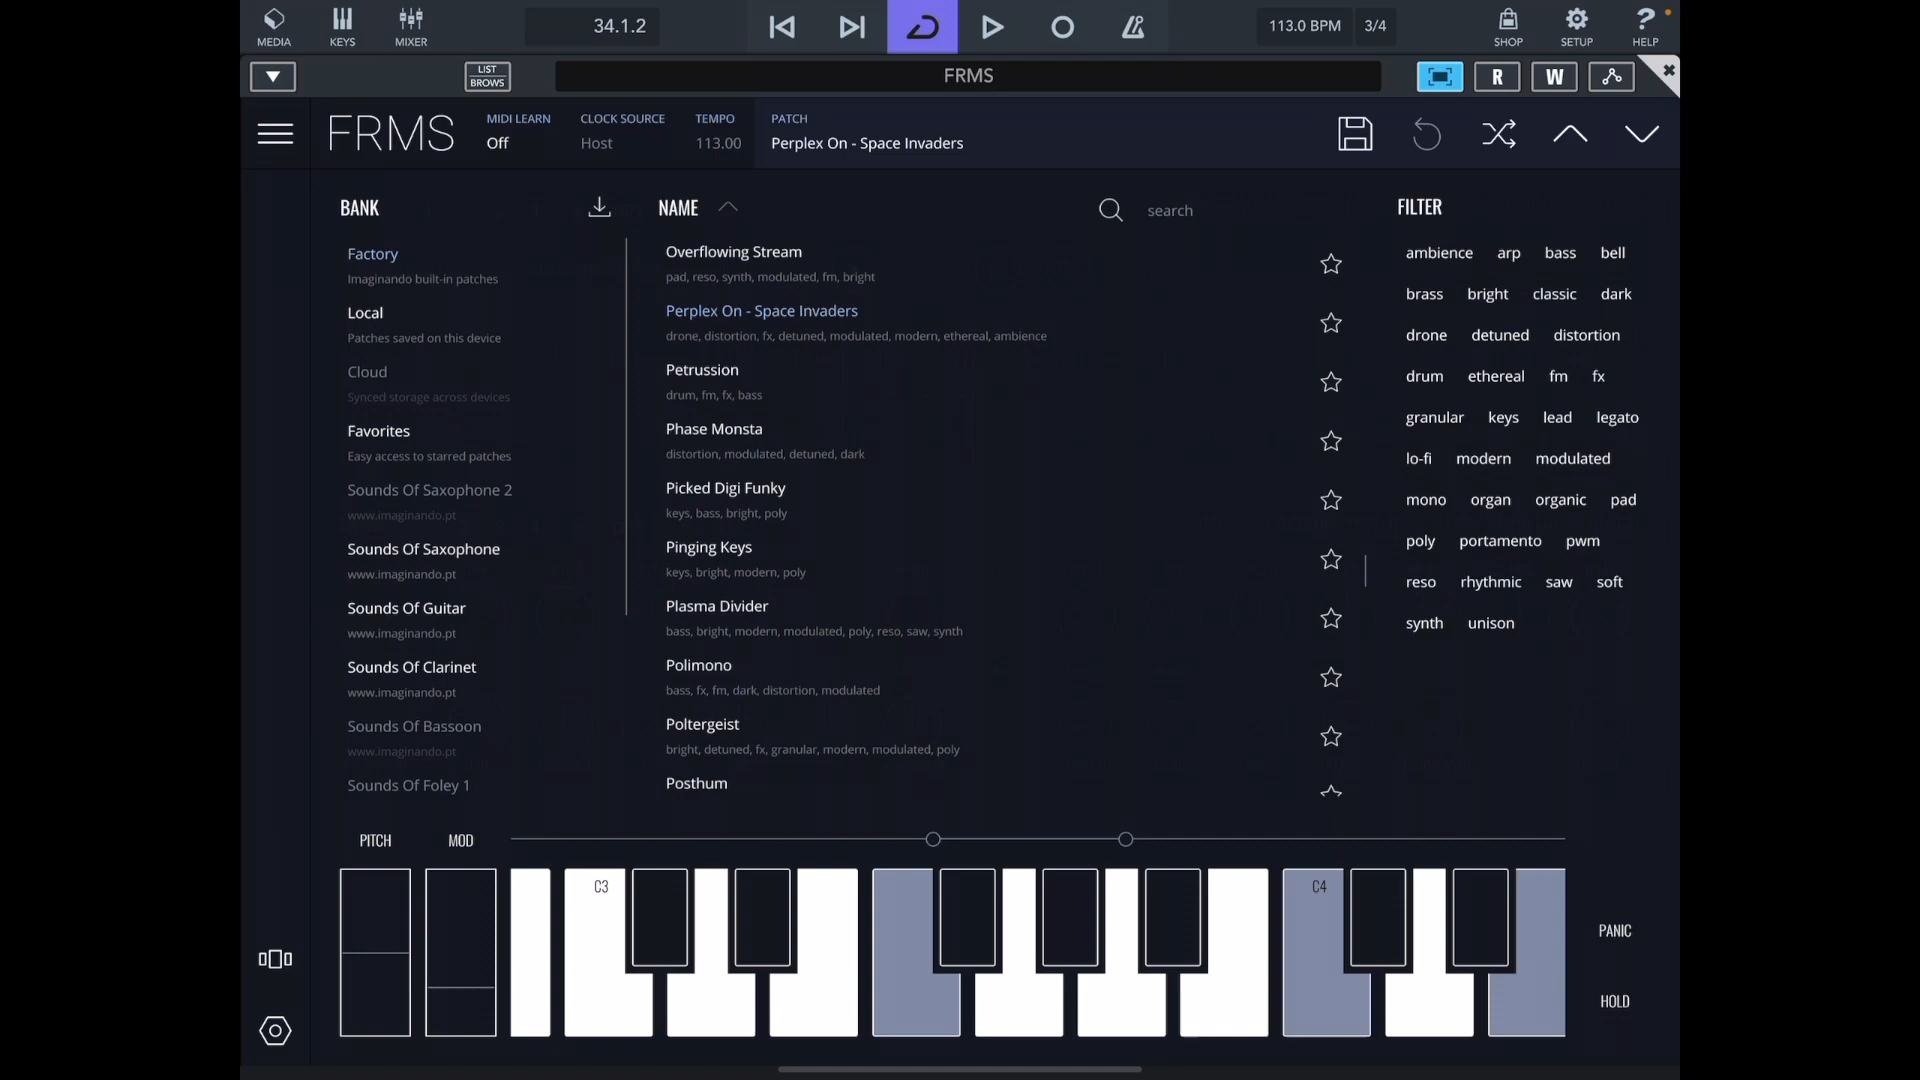 MEDIA
KEYS
MIXER
34.1.2
113.0 BPM
3/4
SHOP
SETUP
HELP
LIST
BROWS
FRMS
R
W
FRMS
MIDI LEARN
Off
CLOCK SOURCE
Host
TEMPO
113.00
PATCH
Perplex On - Space Invaders
BANK
Factory
Imaginando built-in patches
Local
Patches saved on this device
Cloud
Synced storage across devices
Favorites
Easy access to starred patches
Sounds Of Saxophone 2
www.imaginando.pt
Sounds Of Saxophone
www.imaginando.pt
Sounds Of Guitar
www.imaginando.pt
Sounds Of Clarinet
www.imaginando.pt
Sounds Of Bassoon
www.imaginando.pt
Sounds Of Foley 1
NAME
search
Overflowing Stream
pad, reso, synth, modulated, fm, bright
Perplex On - Space Invaders
drone, distortion, fx, detuned, modulated, modern, ethereal, ambience
Petrussion
drum, fm, fx, bass
Phase Monsta
distortion, modulated, detuned, dark
Picked Digi Funky
keys, bass, bright, poly
Pinging Keys
keys, bright, modern, poly
Plasma Divider
bass, bright, modern, modulated, poly, reso, saw, synth
Polimono
bass, fx, fm, dark, distortion, modulated
Poltergeist
bright, detuned, fx, granular, modern, modulated, poly
Posthum
FILTER
ambience arp bass bell
brass bright classic dark
drone detuned distortion
drum ethereal fm fx
granular keys lead legato
lo-fi modern modulated
mono organ organic pad
poly portamento pwm
reso rhythmic saw soft
synth unison
PITCH
MOD
C3
C4
PANIC
HOLD